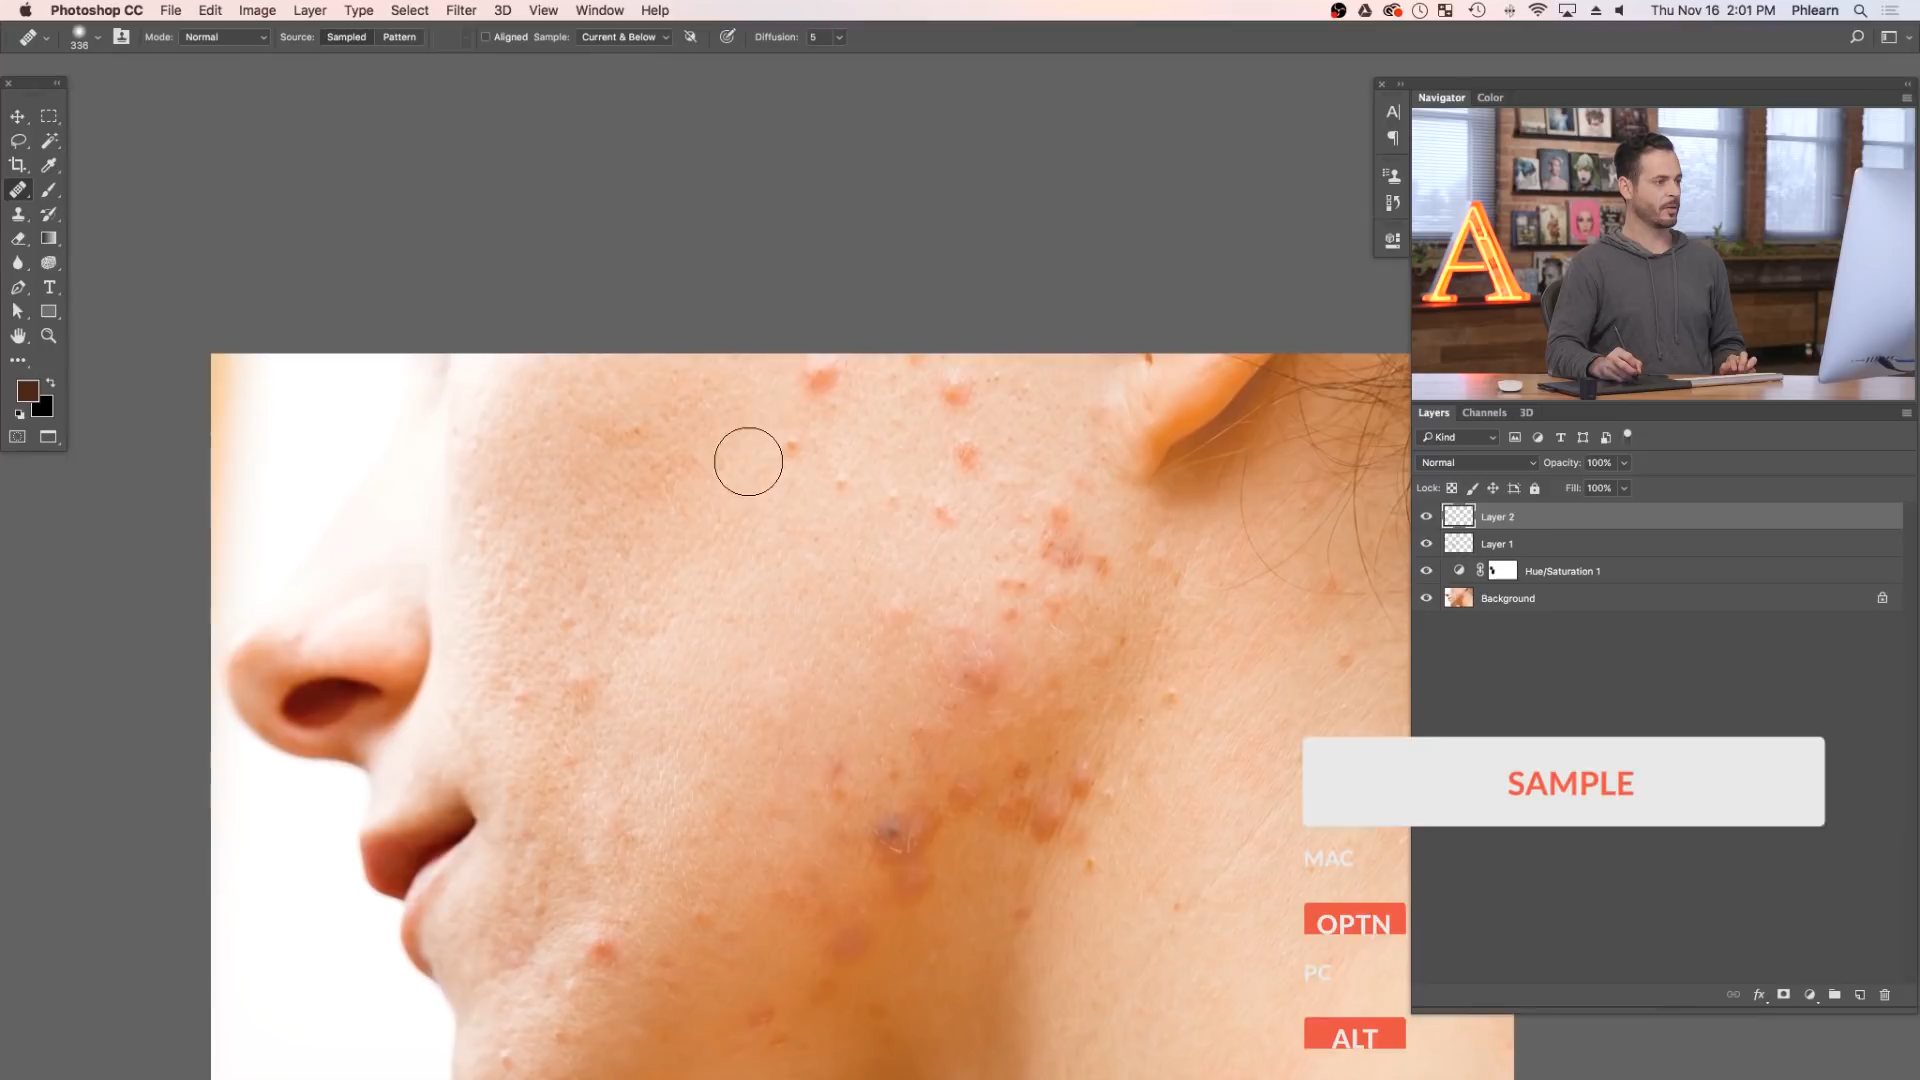 Photoshop CC File Edit Image Layer Type Select Filter 3D View Window Help Thu Nov 16 2:01 PM Phlearn
336 Mode: Normal Source: Sampled Pattern Aligned Sample: Current & Below Diffusion: 5
Navigator Color
Layers Channels 3D
Kind
Normal Opacity: 100%
Lock: Fill: 100%
Layer 2
Layer 1
Hue/Saturation 1
Background
SAMPLE
MAC
OPTN
PC
ALT